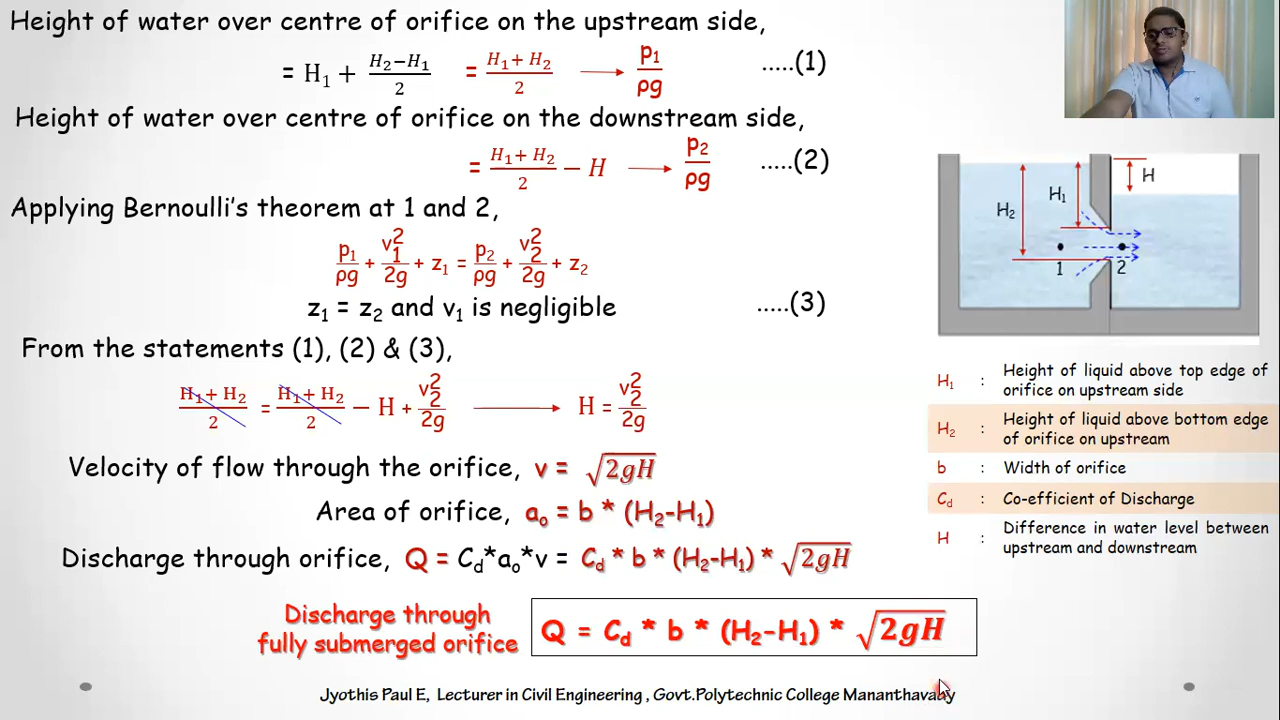 Height of water over centre of orifice on the upstream side,
= H₁ + (H₂−H₁)/2 = (H₁+ H₂)/2 ⟶ p₁/ρg .....(1)
Height of water over centre of orifice on the downstream side,
= (H₁+ H₂)/2 − H ⟶ p₂/ρg .....(2)
Applying Bernoulli's theorem at 1 and 2,
p₁/ρg + v₁²/2g + z₁ = p₂/ρg + v₂²/2g + z₂
z₁ = z₂ and v₁ is negligible .....(3)
From the statements (1), (2) & (3),
(H₁+ H₂)/2 = (H₁+ H₂)/2 − H + v₂²/2g ⟶ H = v₂²/2g
Velocity of flow through the orifice, v = √2gH
Area of orifice, aₒ = b * (H₂-H₁)
Discharge through orifice, Q = C_d*aₒ*v = C_d * b * (H₂-H₁) * √2gH
Discharge through
fully submerged orifice
Q = C_d * b * (H₂-H₁) * √2gH
Jyothis Paul E, Lecturer in Civil Engineering , Govt.Polytechnic College Mananthavady
H
H₁
H₂
1
2
H₁ : Height of liquid above top edge of
orifice on upstream side
H₂ : Height of liquid above bottom edge
of orifice on upstream
b : Width of orifice
C_d : Co-efficient of Discharge
H : Difference in water level between
upstream and downstream